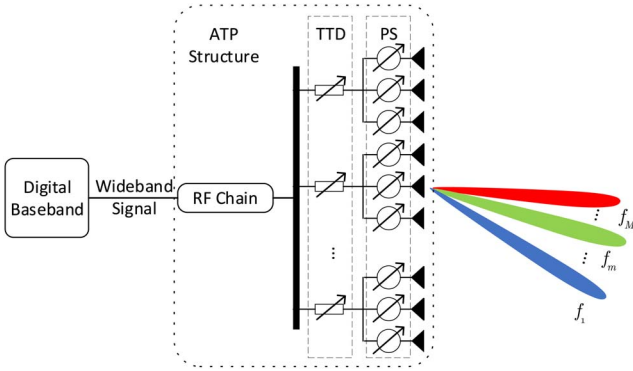 ATP
Structure
TTD
PS
Digital
Baseband
Wideband
Signal
RF Chain
...
⋮ f_M
⋮ f_m
f_1